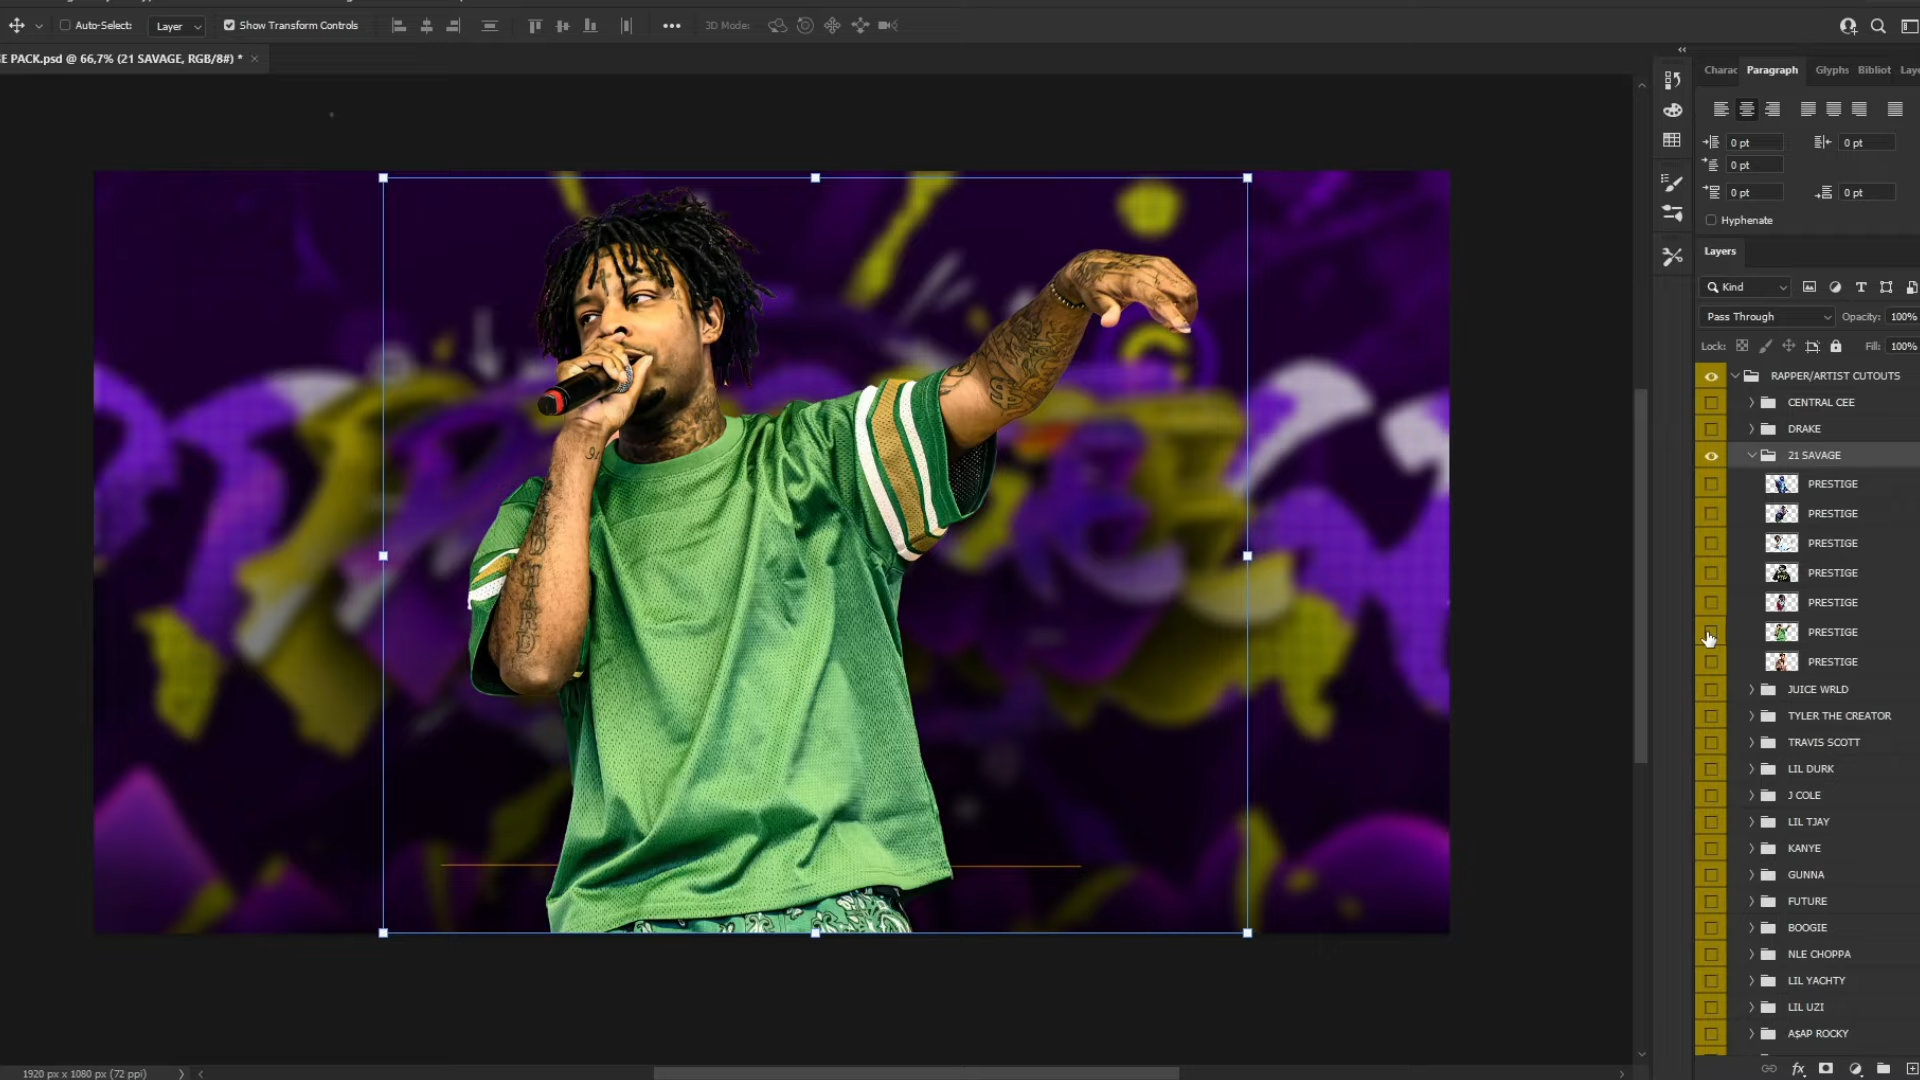 Auto-Select:
Layer
Show Transform Controls
3D Mode:
E PACK.psd @ 66,7% (21 SAVAGE, RGB/8#) *
Charac
Paragraph
Glyphs
Bibliot
Laye
0 pt
0 pt
0 pt
0 pt
0 pt
Hyphenate
Layers
Kind
Pass Through
Opacity: 100%
Lock:
Fill: 100%
RAPPER/ARTIST CUTOUTS
CENTRAL CEE
DRAKE
21 SAVAGE
PRESTIGE
PRESTIGE
PRESTIGE
PRESTIGE
PRESTIGE
PRESTIGE
PRESTIGE
JUICE WRLD
TYLER THE CREATOR
TRAVIS SCOTT
LIL DURK
J COLE
LIL TJAY
KANYE
GUNNA
FUTURE
BOOGIE
NLE CHOPPA
LIL YACHTY
LIL UZI
A$AP ROCKY
1920 px x 1080 px (72 ppi)